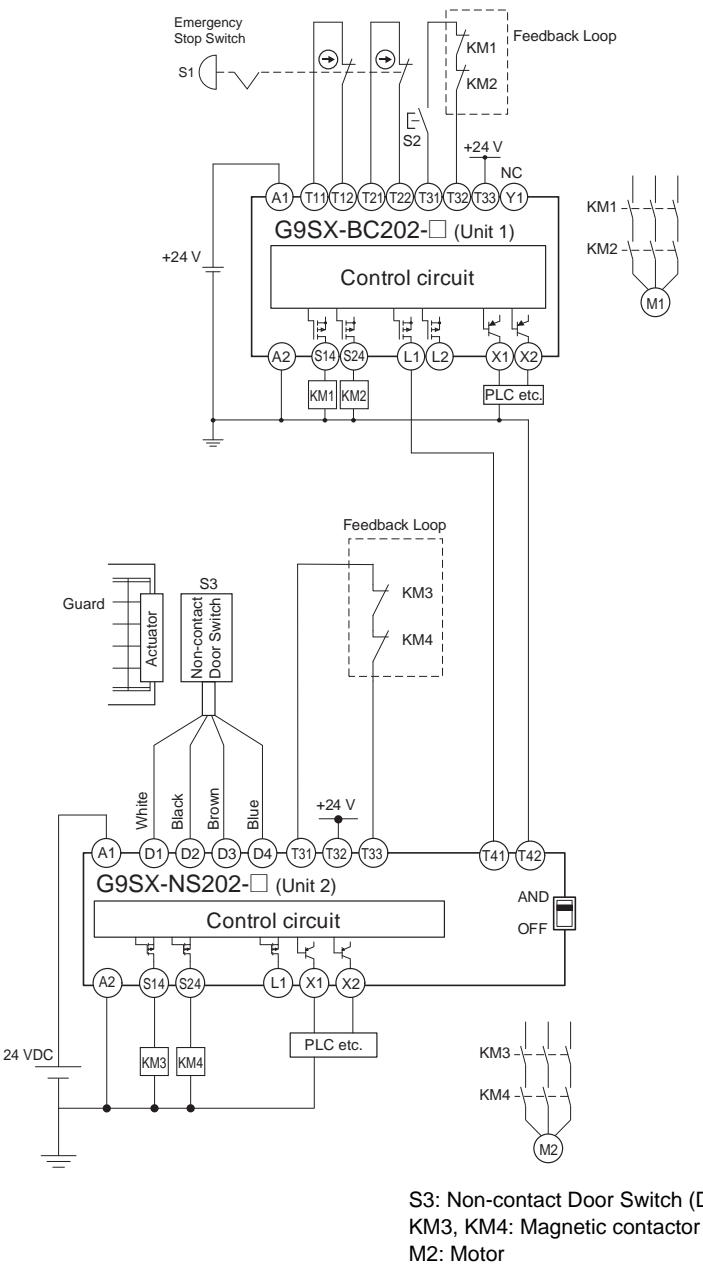 Emergency
Stop Switch
S1
KM1
KM2
Feedback Loop
S2
+24 V
NC
A1 T11 T12 T21 T22 T31 T32 T33 Y1
G9SX-BC202-□ (Unit 1)
Control circuit
+24 V
A2 S14 S24 L1 L2 X1 X2
KM1 KM2 PLC etc.
KM1
KM2
M1
Feedback Loop
KM3
KM4
Guard
Actuator
S3
Non-contact
Door Switch
White
Black
Brown
Blue
+24 V
A1 D1 D2 D3 D4 T31 T32 T33 T41 T42
G9SX-NS202-□ (Unit 2)
Control circuit
AND
OFF
A2 S14 S24 L1 X1 X2
KM3 KM4 PLC etc.
24 VDC
KM3
KM4
M2
S3: Non-contact Door Switch (D
KM3, KM4: Magnetic contactor
M2: Motor